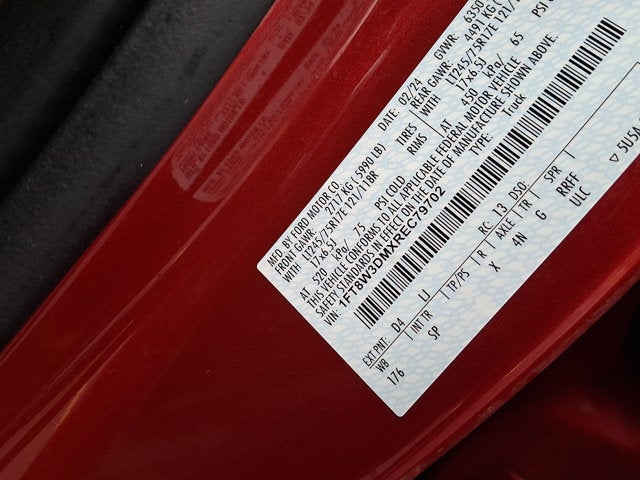 MFD. BY FORD MOTOR CO.
DATE: 02/24 GVWR: 6350
FRONT GAWR: 2717 KG (5990 LB) REAR GAWR: 4491 KG
WITH LT245/75R17E 121/118R TIRES WITH LT245/75R17E 121/11
17x6.5J RIMS 17x6.5J
AT 520 kPa/ 75 PSI COLD AT 450 kPa/ 65 PSI
THIS VEHICLE CONFORMS TO ALL APPLICABLE FEDERAL MOTOR VEHICLE
SAFETY STANDARDS IN EFFECT ON THE DATE OF MANUFACTURE SHOWN ABOVE.
VIN: 1FT8W3DMXREC79702 TYPE: Truck
EXT PNT: D4 RC: 13 DSO:
WB INT TR TP/PS R AXLE TR SPR
176 SP U X 4N G RRFF
ULC